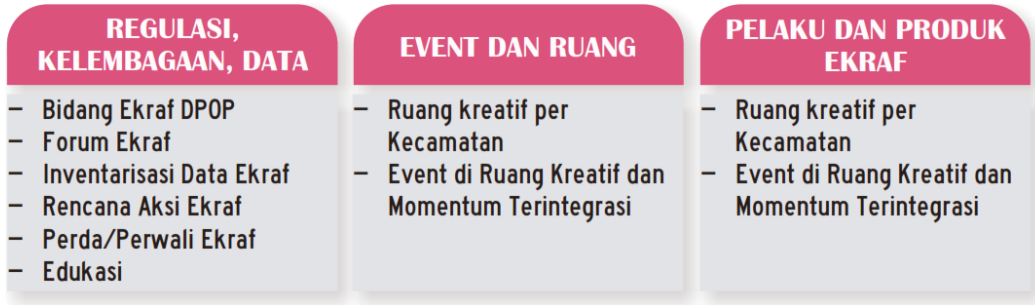 REGULASI,
KELEMBAGAAN, DATA
– Bidang Ekraf DPOP
– Forum Ekraf
– Inventarisasi Data Ekraf
– Rencana Aksi Ekraf
– Perda/Perwali Ekraf
– Edukasi
EVENT DAN RUANG
– Ruang kreatif per
Kecamatan
– Event di Ruang Kreatif dan
Momentum Terintegrasi
PELAKU DAN PRODUK
EKRAF
– Ruang kreatif per
Kecamatan
– Event di Ruang Kreatif dan
Momentum Terintegrasi